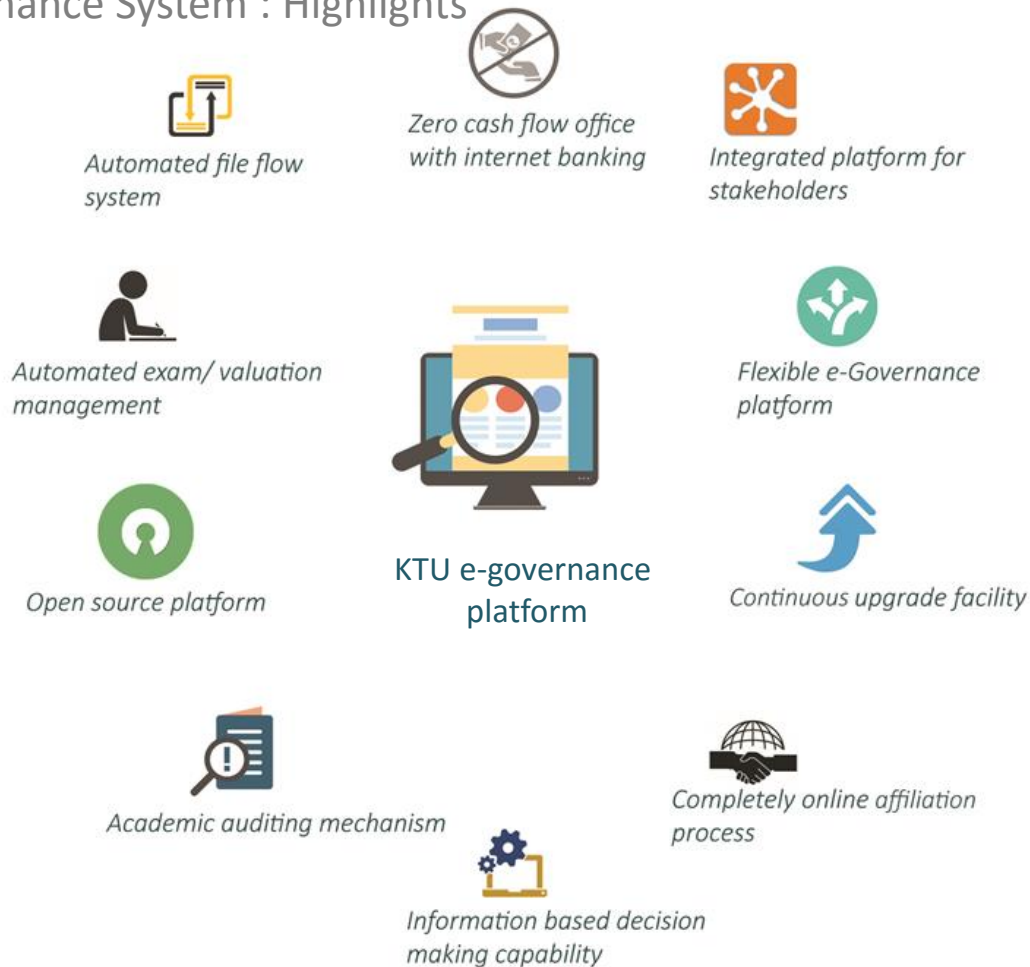 nance System : Highlights
Zero cash flow office
with internet banking
Automated file flow
system
Integrated platform for
stakeholders
Automated exam/ valuation
management
Flexible e-Governance
platform
KTU e-governance
platform
Open source platform
Continuous upgrade facility
Academic auditing mechanism
Completely online affiliation
process
Information based decision
making capability